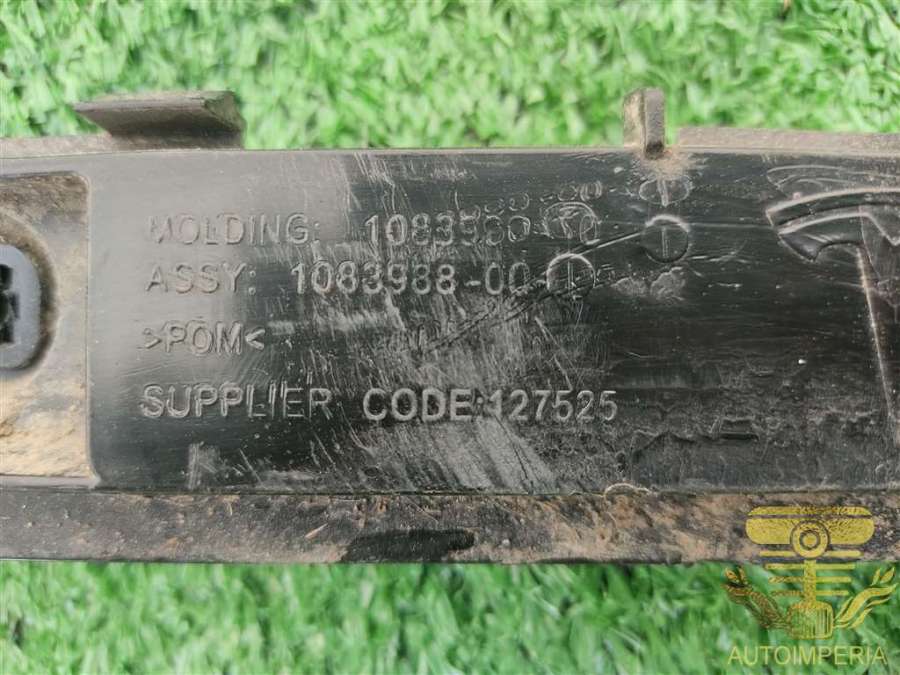 MOLDING:
ASSY: 1083988-00-
>POM<
SUPPLIER CODE:127525
AUTOIMPERIA